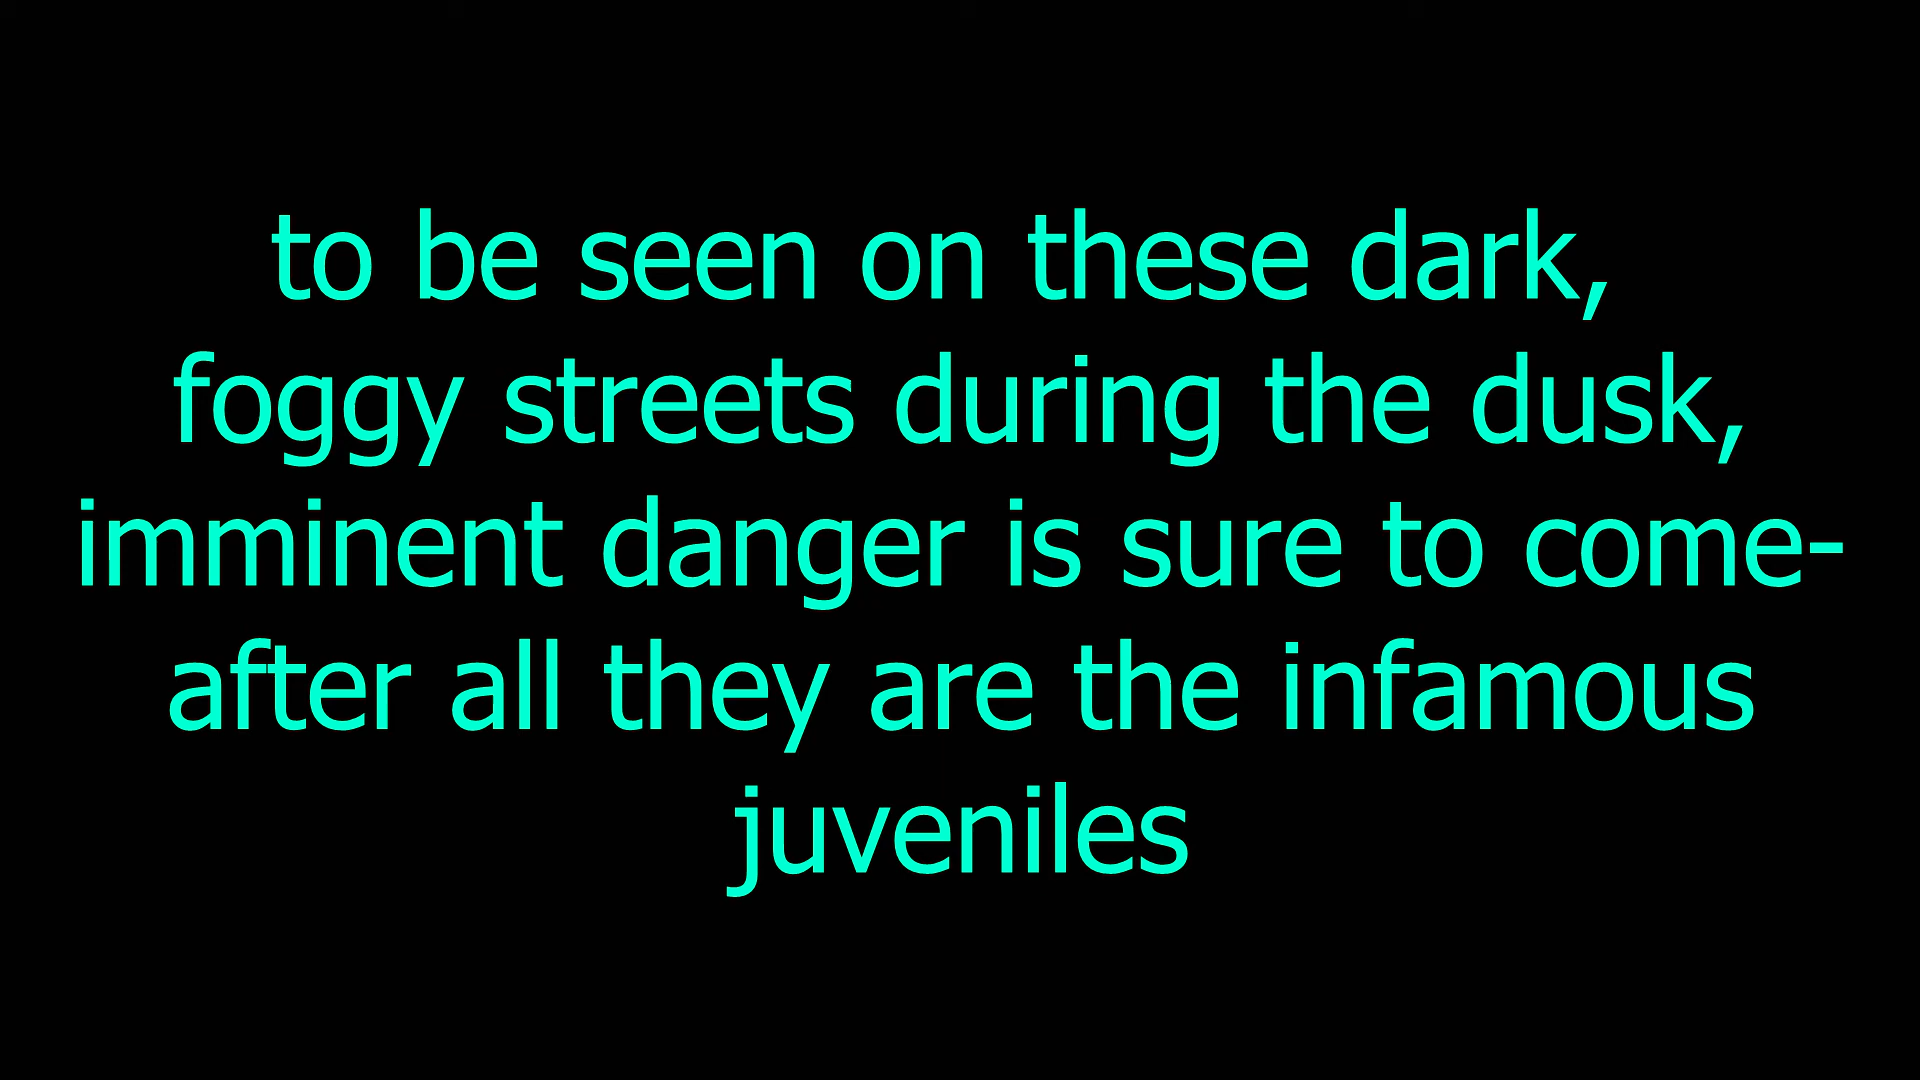 to be seen on these dark,
foggy streets during the dusk,
imminent danger is sure to come-
after all they are the infamous
juveniles